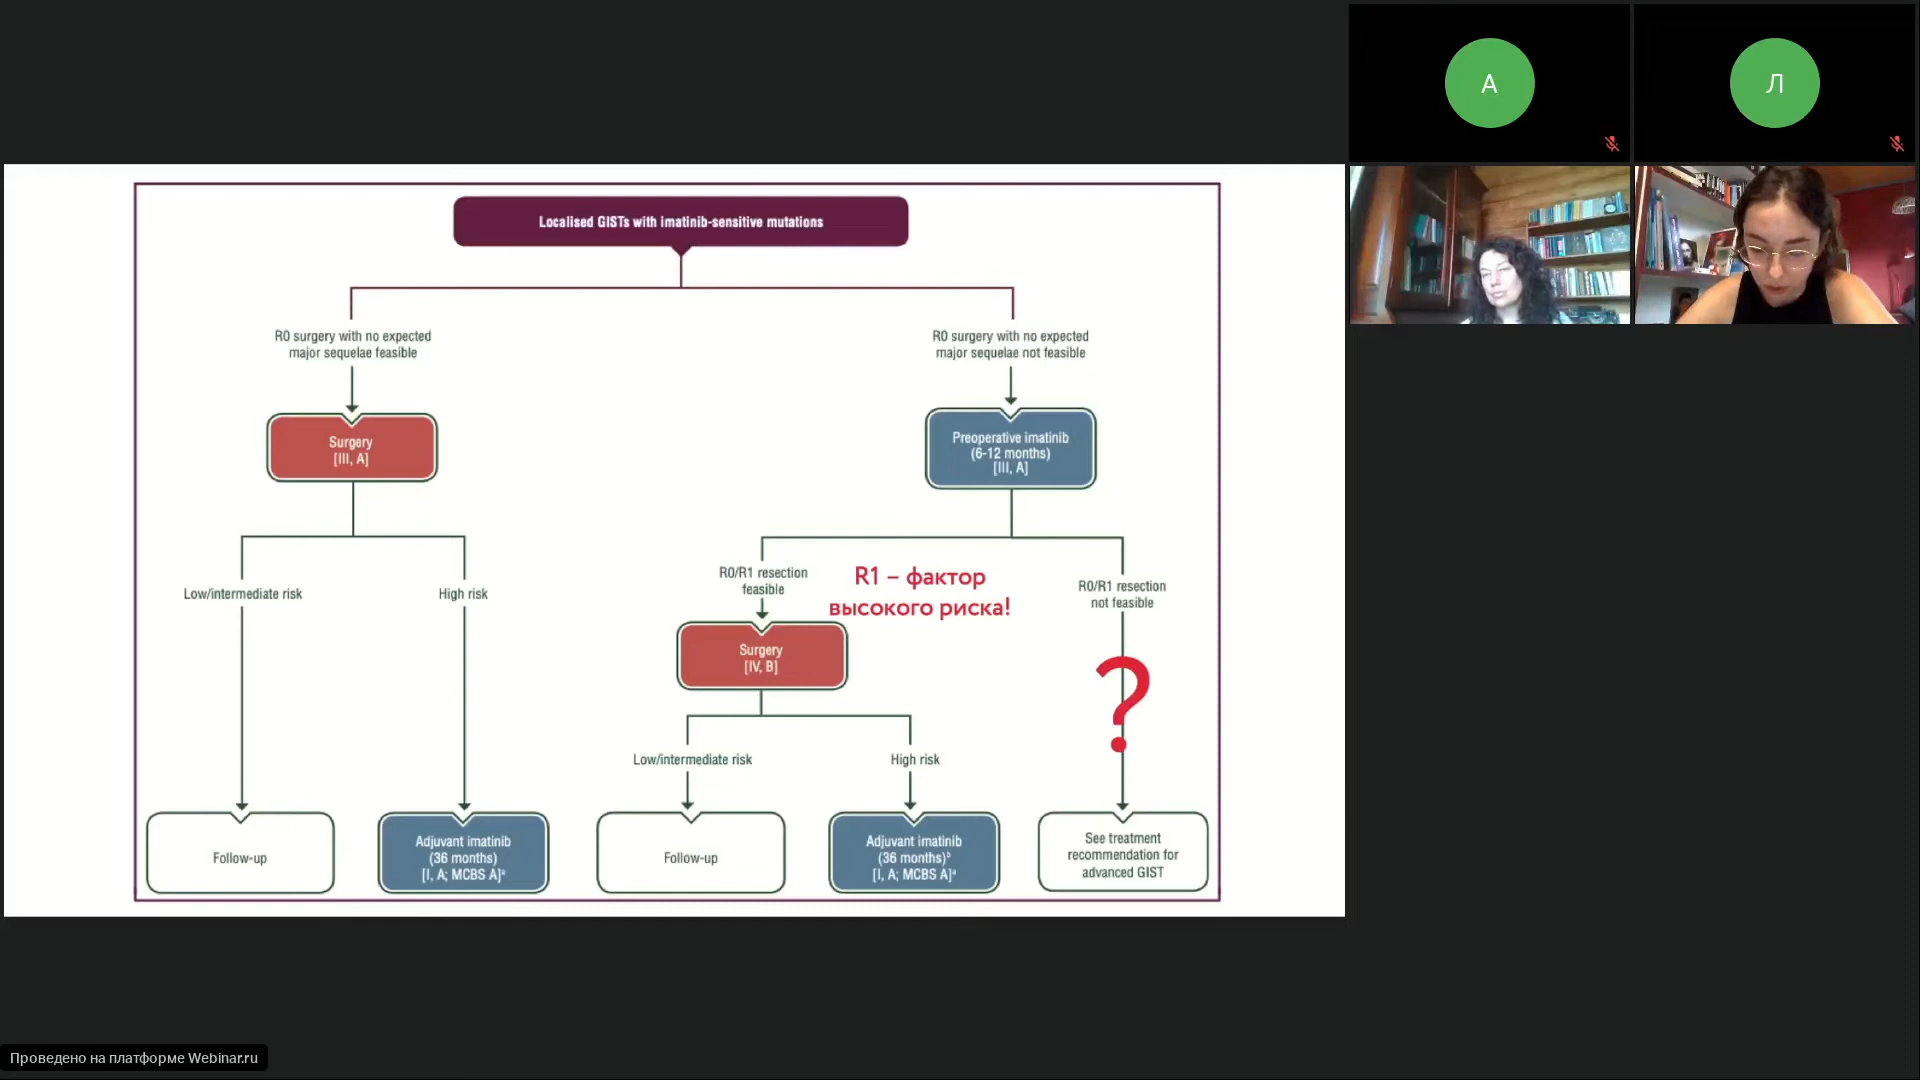 А
Л
Localised GISTs with imatinib-sensitive mutations
R0 surgery with no expected
major sequelae feasible
R0 surgery with no expected
major sequelae not feasible
Surgery
[III, A]
Preoperative imatinib
(6-12 months)
[III, A]
Low/intermediate risk
High risk
R0/R1 resection
feasible
R1 – фактор
высокого риска!
R0/R1 resection
not feasible
Surgery
[IV, B]
?
Low/intermediate risk
High risk
Follow-up
Adjuvant imatinib
(36 months)
[I, A; MCBS A]ᵃ
Follow-up
Adjuvant imatinib
(36 months)ᵇ
[I, A; MCBS A]ᵃ
See treatment
recommendation for
advanced GIST
Проведено на платформе Webinar.ru